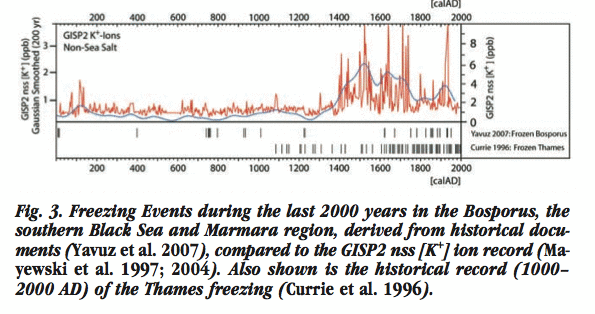 [calAD]
200 400 600 800 1000 1200 1400 1600 1800 2000
GISP2 K⁺-Ions
Non-Sea Salt
GISP2 nss [K⁺] (ppb)
Gaussian Smoothed (200 yr)
3
2
1
8
6
4
2
0
GISP2 nss [K⁺] (ppb)
Yavuz 2007: Frozen Bosporus
Currie 1996: Frozen Thames
200 400 600 800 1000 1200 1400 1600 1800 2000
[calAD]
Fig. 3. Freezing Events during the last 2000 years in the Bosporus, the
southern Black Sea and Marmara region, derived from historical docu-
ments (Yavuz et al. 2007), compared to the GISP2 nss [K⁺] ion record (Ma-
yewski et al. 1997; 2004). Also shown is the historical record (1000–
2000 AD) of the Thames freezing (Currie et al. 1996).